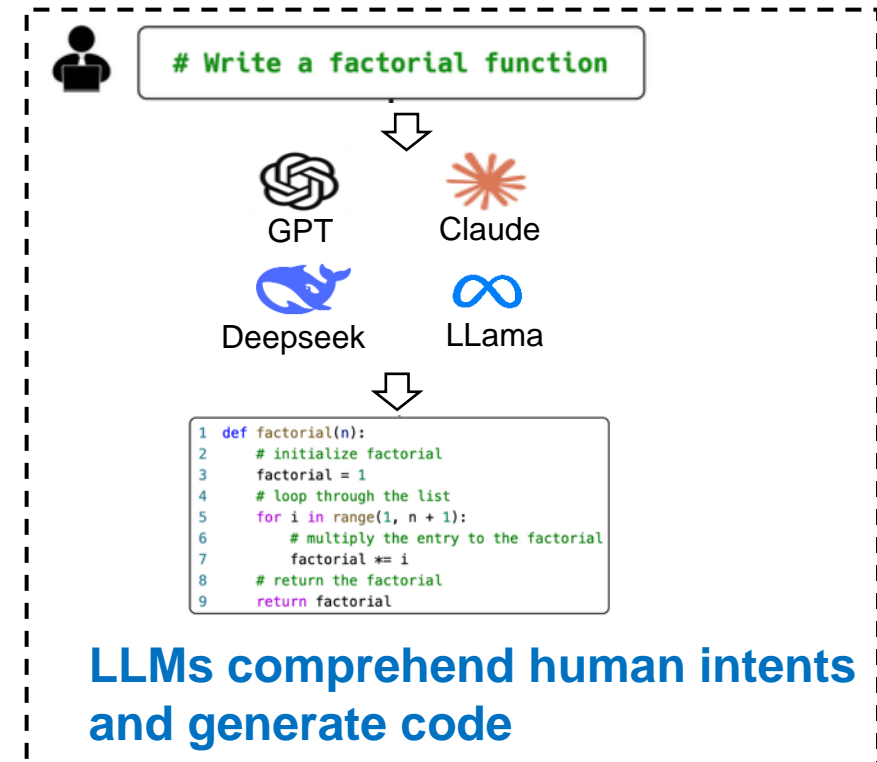 # Write a factorial function
GPT
Claude
Deepseek
LLama
1 def factorial(n):
2     # initialize factorial
3     factorial = 1
4     # loop through the list
5     for i in range(1, n + 1):
6         # multiply the entry to the factorial
7         factorial *= i
8     # return the factorial
9     return factorial
LLMs comprehend human intents
and generate code